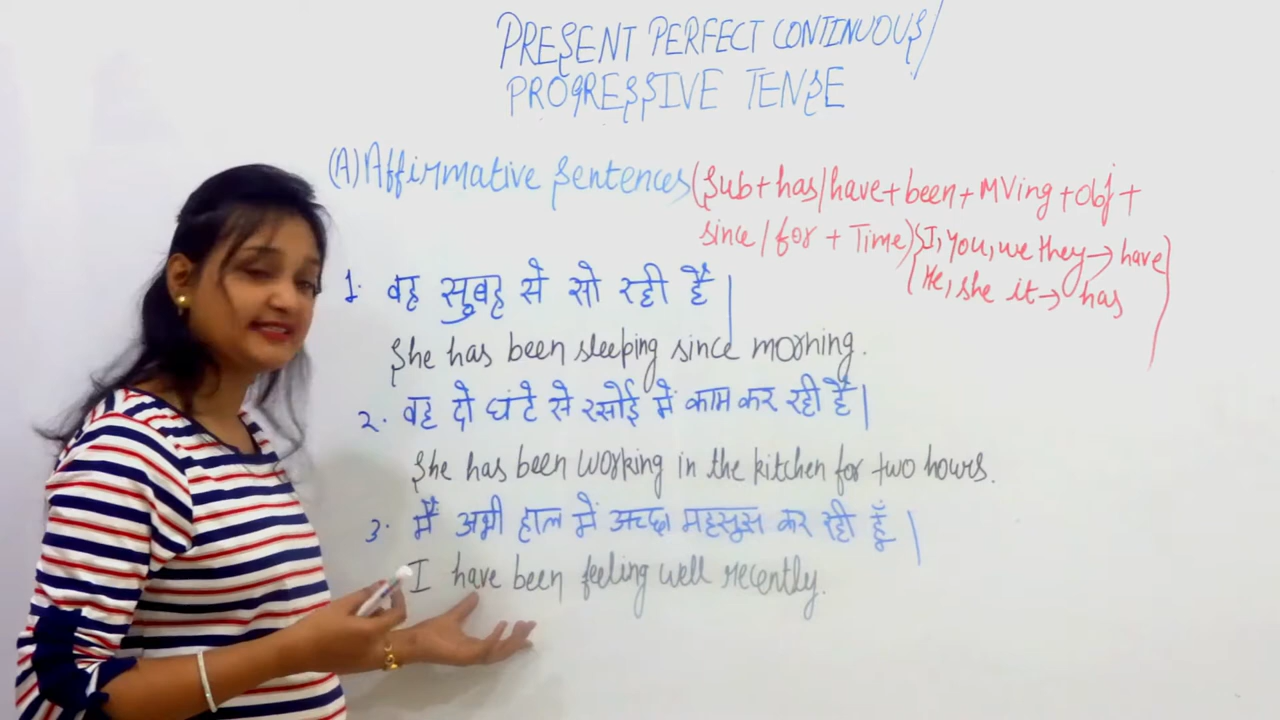 PRESENT PERFECT CONTINUOUS/
PROGRESSIVE TENSE
(A) Affirmative Sentences (Sub + has/have + been + MVing + Obj +
since/for + Time) {I, you, we they → have
He, she it → has
1. वह सुबह से सो रही है।
She has been sleeping since morning.
2. वह दो घंटे से रसोई में काम कर रही है।
She has been working in the kitchen for two hours.
3. मैं अभी हाल में अच्छा महसूस कर रही हूँ।
I have been feeling well recently.